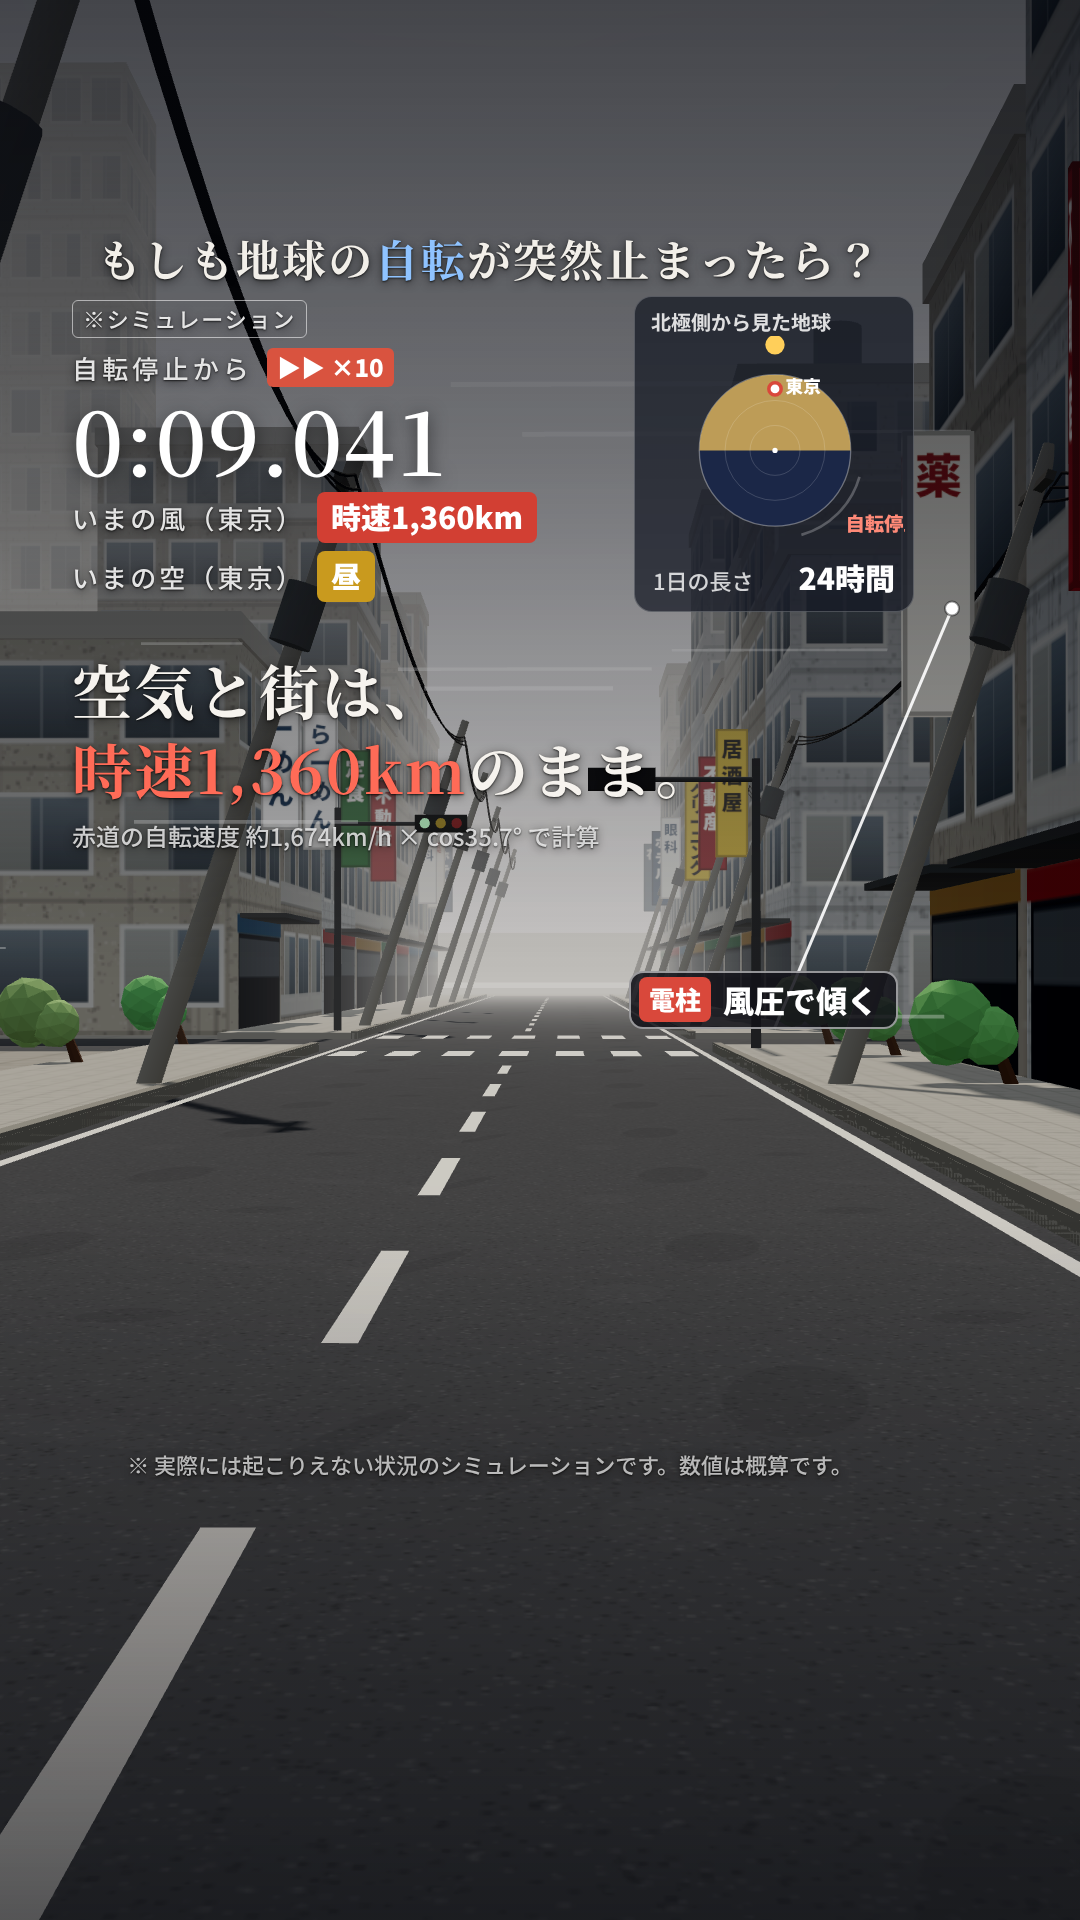 もしも地球の自転が突然止まったら？
※シミュレーション
自転停止から ▶▶ ×10
0:09.041
いまの風（東京） 時速1,360km
いまの空（東京） 昼
北極側から見た地球
東京
自転停
1日の長さ 24時間
薬
空気と街は、
時速1,360kmのまま。
赤道の自転速度 約1,674km/h × cos35.7° で計算
らーめん
居酒屋
不動産
眼科
電柱 風圧で傾く
※ 実際には起こりえない状況のシミュレーションです。数値は概算です。